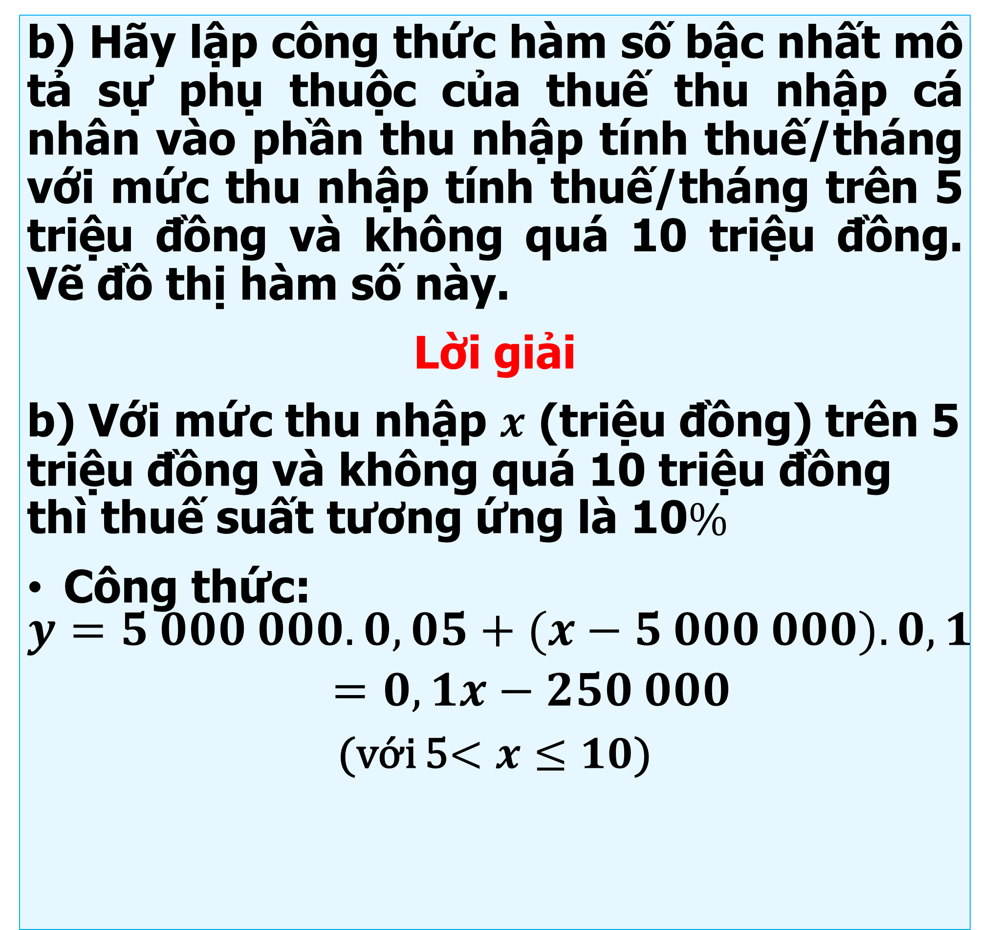 b) Hãy lập công thức hàm số bậc nhất mô
tả sự phụ thuộc của thuế thu nhập cá
nhân vào phần thu nhập tính thuế/tháng
với mức thu nhập tính thuế/tháng trên 5
triệu đồng và không quá 10 triệu đồng.
Vẽ đồ thị hàm số này.
Lời giải
b) Với mức thu nhập x (triệu đồng) trên 5
triệu đồng và không quá 10 triệu đồng
thì thuế suất tương ứng là 10%
• Công thức:
y = 5 000 000. 0, 05 + (x − 5 000 000). 0, 1
= 0, 1x − 250 000
(với 5< x ≤ 10)